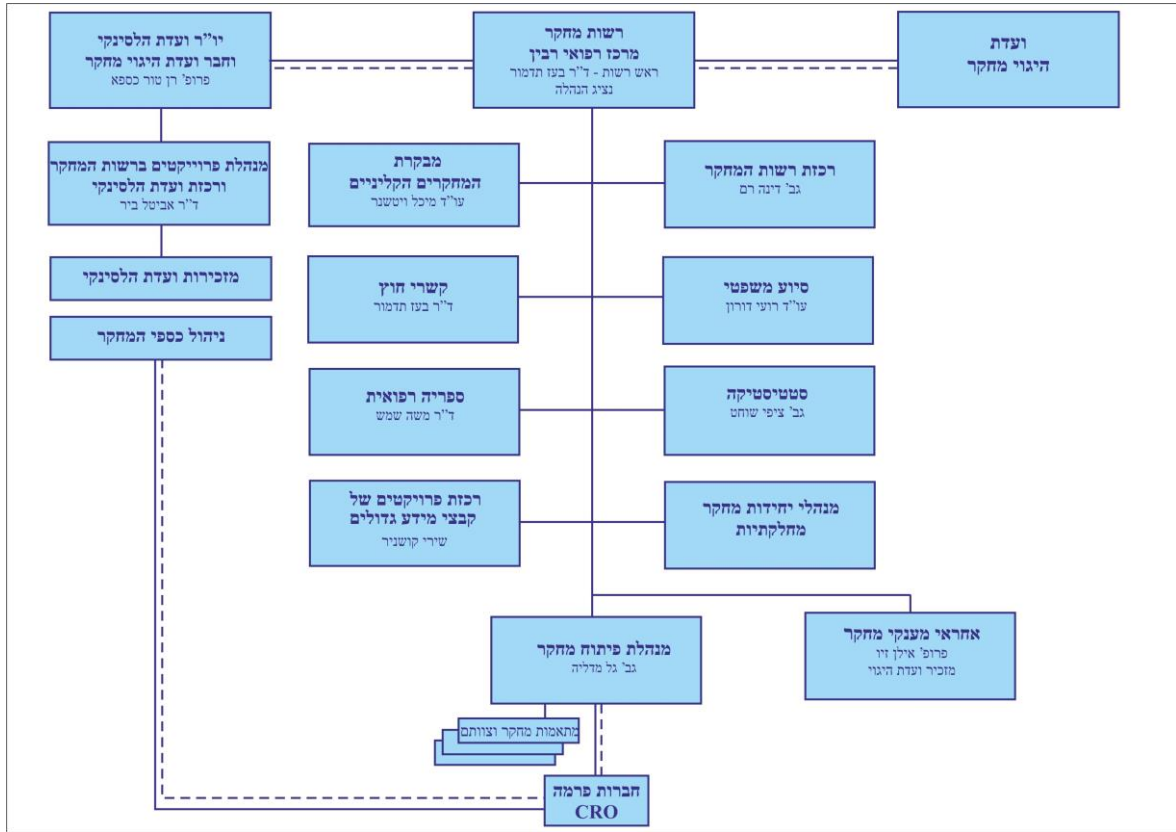 ועדת
היגוי מחקר
רשות מחקר
מרכז רפואי רבין
ראש רשות - ד"ר בעז תדמור
נציג הנהלה
יו"ר ועדת הלסינקי
וחבר ועדת היגוי מחקר
פרופ' רן טור כספא
רכזת רשות המחקר
גב' דינה רם
מבקרת
המחקרים הקליניים
עו"ד מיכל ויטשנר
מנהלת פרוייקטים ברשות המחקר
ורכזת ועדת הלסינקי
ד"ר אביטל ביר
סיוע משפטי
עו"ד רועי דורון
קשרי חוץ
ד"ר בעז תדמור
מזכירות ועדת הלסינקי
ניהול כספי המחקר
סטטיסטיקה
גב' ציפי שוחט
ספריה רפואית
ד"ר משה שמש
מנהלי יחידות מחקר
מחלקתיות
רכזת פרויקטים של
קבצי מידע גדולים
שירי קושניר
אחראי מענקי מחקר
פרופ' אילן זיו
מזכיר ועדת היגוי
מנהלת פיתוח מחקר
גב' גל מדליה
מתאמות מחקר וצוותם
חברות פרמה
CRO